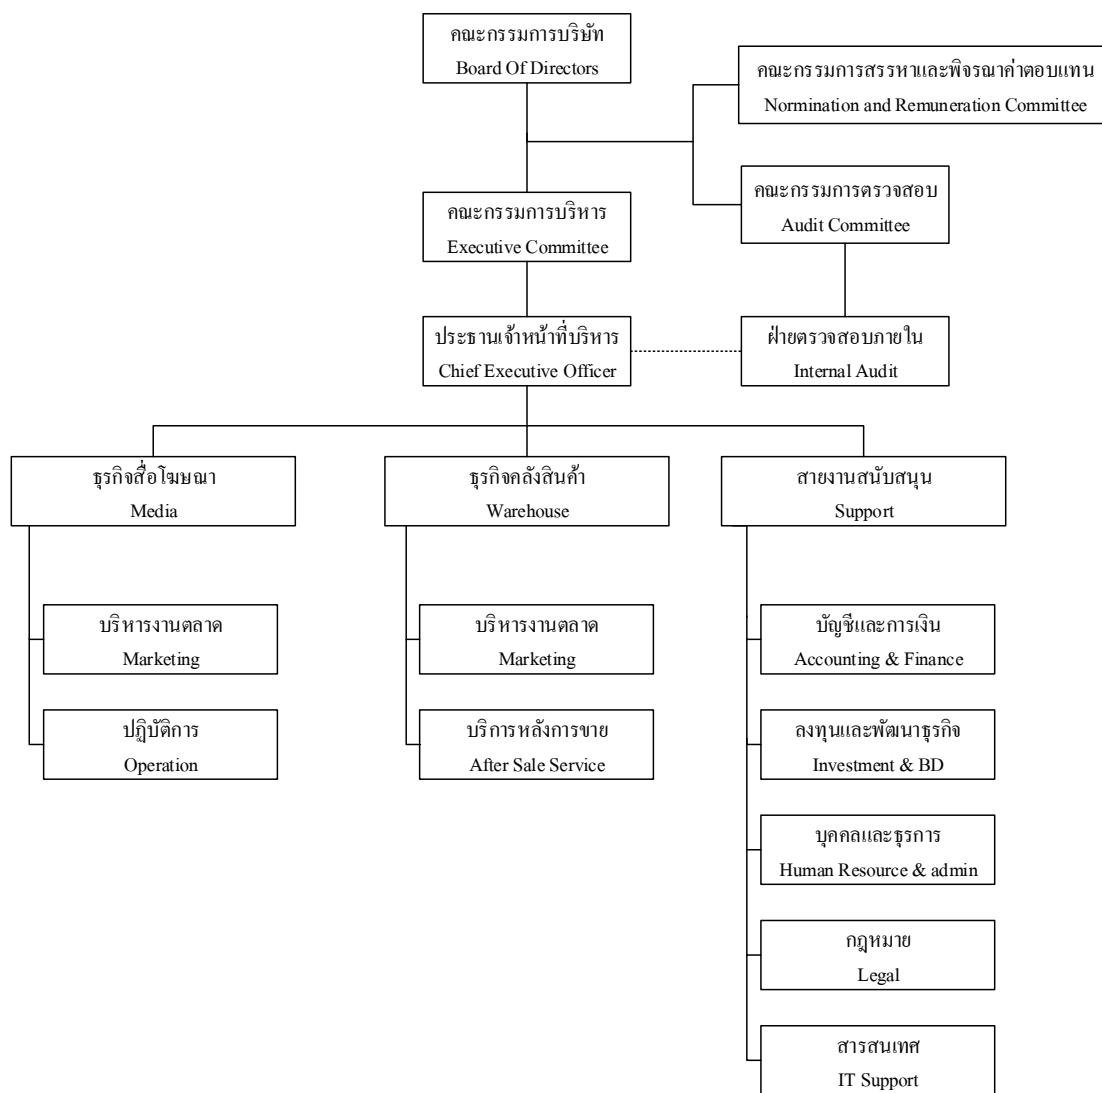 คณะกรรมการบริษัท
Board Of Directors
คณะกรรมการสรรหาและพิจรณาค่าตอบแทน
Normination and Remuneration Committee
คณะกรรมการบริหาร
Executive Committee
คณะกรรมการตรวจสอบ
Audit Committee
ประธานเจ้าหน้าที่บริหาร
Chief Executive Officer
ฝ่ายตรวจสอบภายใน
Internal Audit
ธุรกิจสื่อโฆษณา
Media
ธุรกิจคลังสินค้า
Warehouse
สายงานสนับสนุน
Support
บริหารงานตลาด
Marketing
ปฏิบัติการ
Operation
บริหารงานตลาด
Marketing
บริการหลังการขาย
After Sale Service
บัญชีและการเงิน
Accounting & Finance
ลงทุนและพัฒนาธุรกิจ
Investment & BD
บุคคลและธุรการ
Human Resource & admin
กฎหมาย
Legal
สารสนเทศ
IT Support